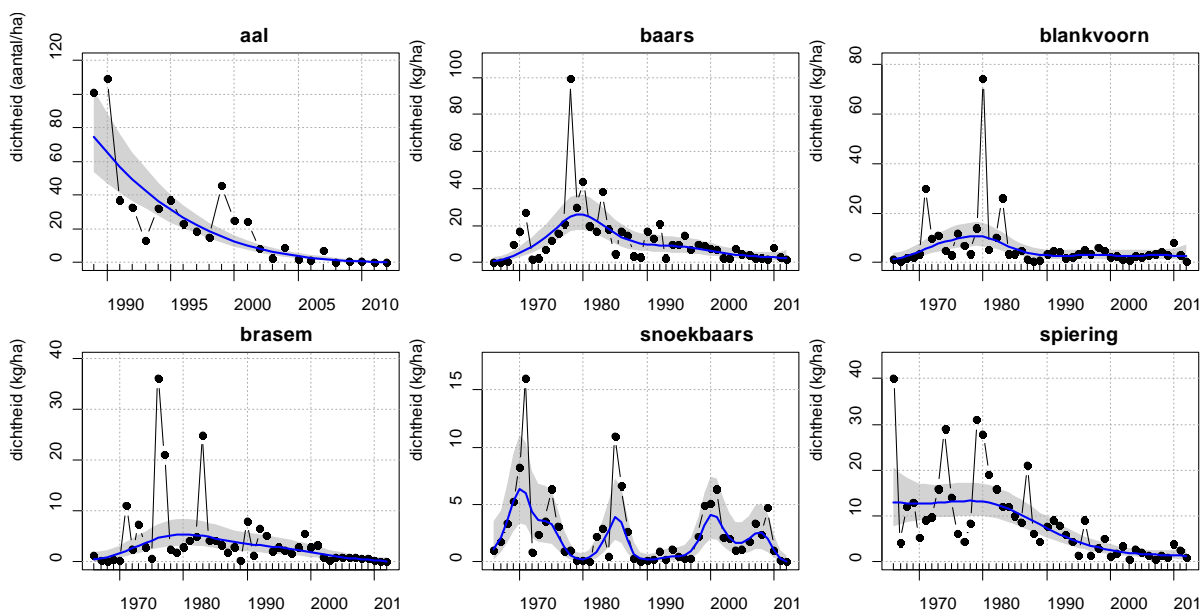 aal
dichtheid (aantal/ha)
0 20 40 60 80 120
1990 1995 2000 2005 2010
baars
dichtheid (kg/ha)
0 20 40 60 80 100
1970 1980 1990 2000 201
blankvoorn
dichtheid (kg/ha)
0 20 40 60 80
1970 1980 1990 2000 201
brasem
dichtheid (kg/ha)
0 10 20 30 40
1970 1980 1990 2000 201
snoekbaars
dichtheid (kg/ha)
0 5 10 15
1970 1980 1990 2000 201
spiering
dichtheid (kg/ha)
0 10 20 30 40
1970 1980 1990 2000 201